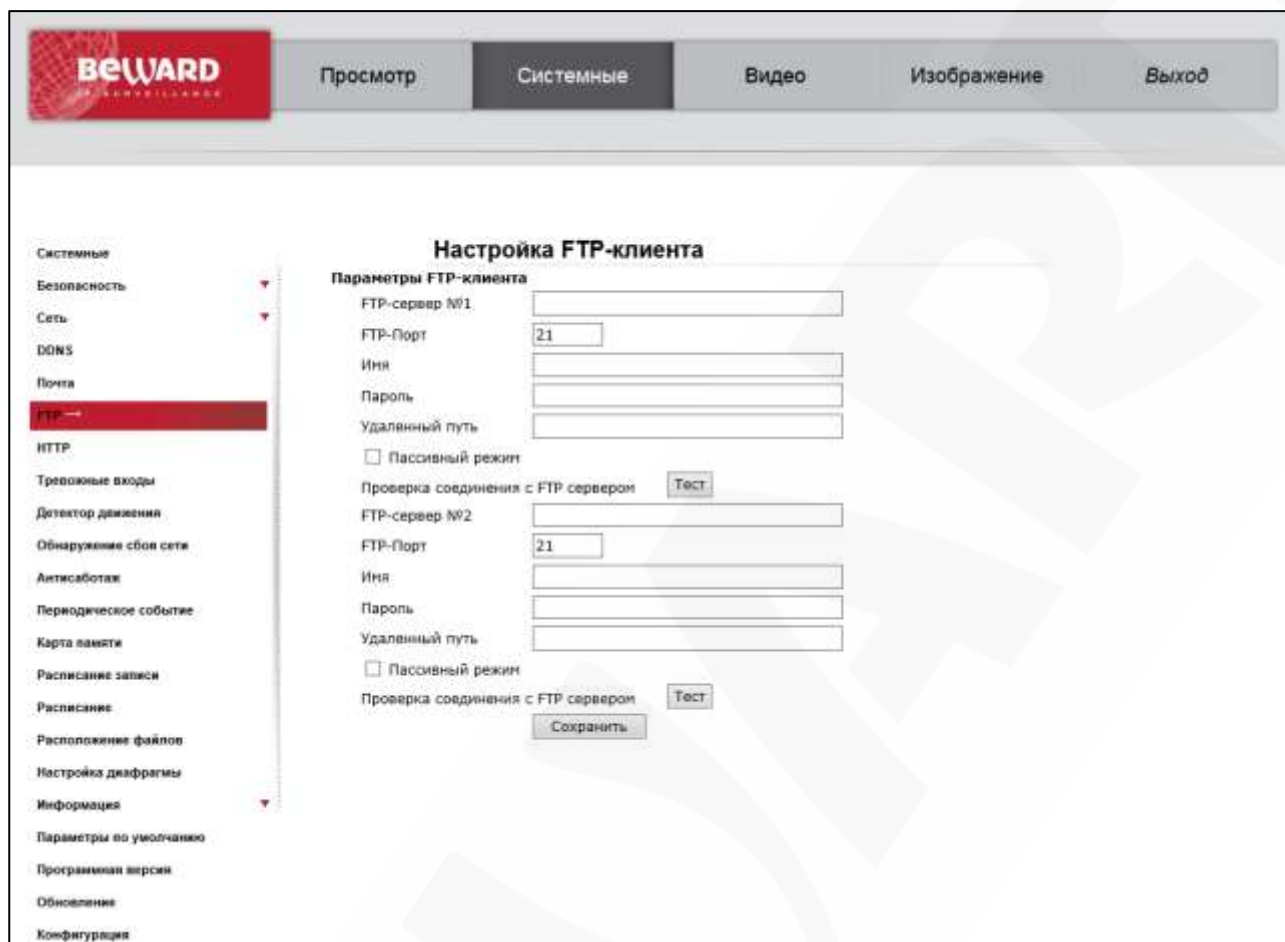 BEWARD
IP SURVEILLANCE
Просмотр
Системные
Видео
Изображение
Выход
Системные
Безопасность
Сеть
DDNS
Почта
FTP →
HTTP
Тревожные входы
Детектор движения
Обнаружение сбоя сети
Антисаботаж
Периодическое событие
Карта памяти
Расписание записи
Расписание
Расположение файлов
Настройка диафрагмы
Информация
Параметры по умолчанию
Программная версия
Обновление
Конфигурация
Настройка FTP-клиента
Параметры FTP-клиента
FTP-сервер №1
FTP-Порт 21
Имя
Пароль
Удаленный путь
Пассивный режим
Проверка соединения с FTP сервером Тест
FTP-сервер №2
FTP-Порт 21
Имя
Пароль
Удаленный путь
Пассивный режим
Проверка соединения с FTP сервером Тест
Сохранить